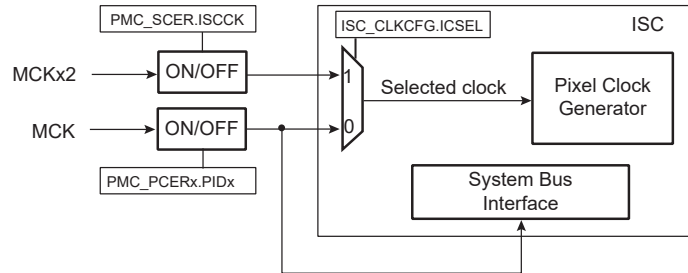 PMC_SCER.ISCCK
ISC_CLKCFG.ICSEL
ISC
MCKx2
ON/OFF
1
Selected clock
Pixel Clock
Generator
MCK
ON/OFF
0
PMC_PCERx.PIDx
System Bus
Interface